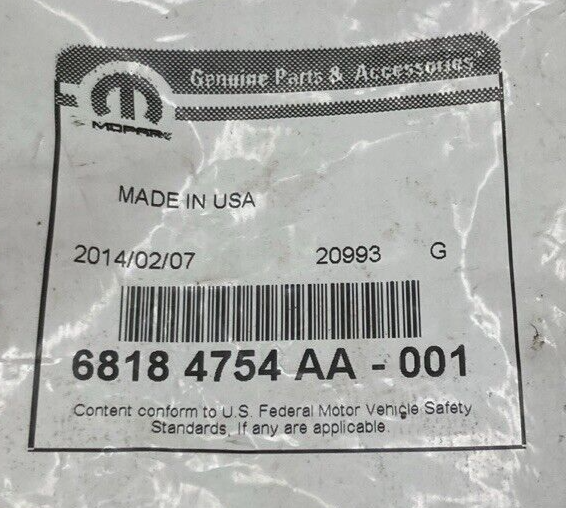 Genuine Parts & Accessories
MOPAR
MADE IN USA
2014/02/07 20993 G
6818 4754 AA - 001
Content conform to U.S. Federal Motor Vehicle Safety
Standards, If any are applicable.